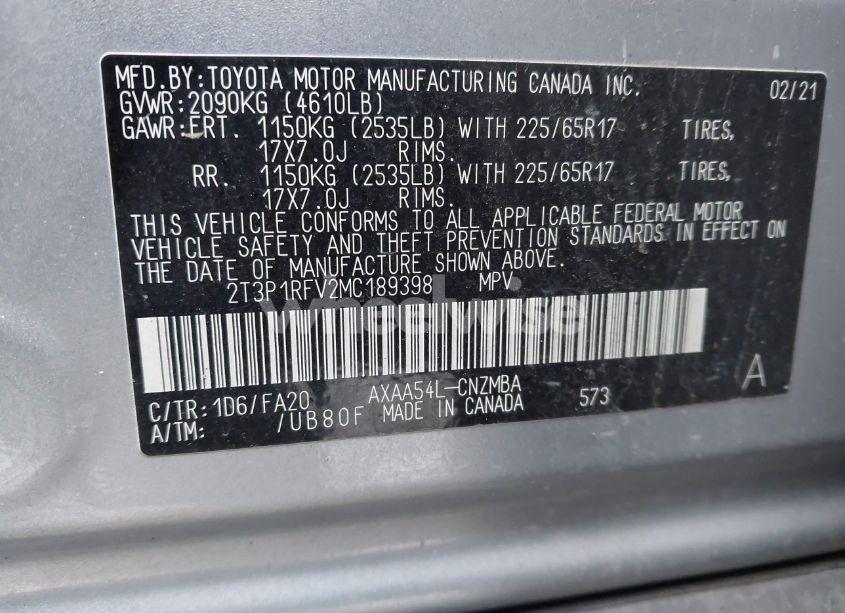 MFD.BY:TOYOTA MOTOR MANUFACTURING CANADA INC. 02/21
GVWR:2090KG (4610LB)
GAWR:FRT. 1150KG (2535LB) WITH 225/65R17 TIRES,
17X7.0J RIMS.
RR. 1150KG (2535LB) WITH 225/65R17 TIRES,
17X7.0J RIMS.
THIS VEHICLE CONFORMS TO ALL APPLICABLE FEDERAL MOTOR
VEHICLE SAFETY AND THEFT PREVENTION STANDARDS IN EFFECT ON
THE DATE OF MANUFACTURE SHOWN ABOVE.
2T3P1RFV2MC189398 MPV
Wheelwise
C/TR: 1D6/FA20 AXAA54L-CNZMBA 573 A
A/TM: /UB80F MADE IN CANADA